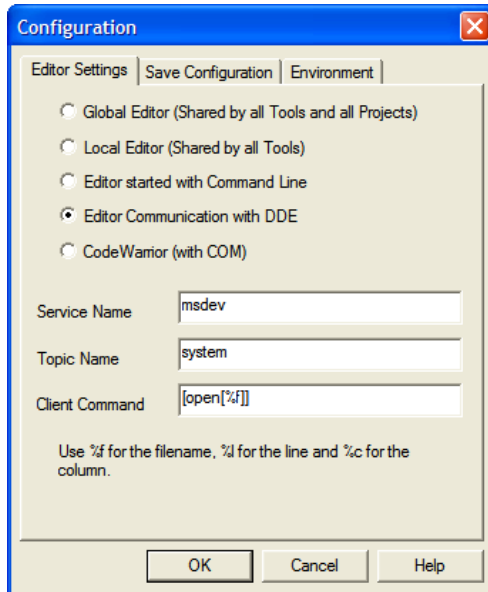 Configuration
Editor Settings Save Configuration Environment
Global Editor (Shared by all Tools and all Projects)
Local Editor (Shared by all Tools)
Editor started with Command Line
Editor Communication with DDE
CodeWarrior (with COM)
Service Name msdev
Topic Name system
Client Command [open[%f]]
Use %f for the filename, %l for the line and %c for the
column.
OK Cancel Help